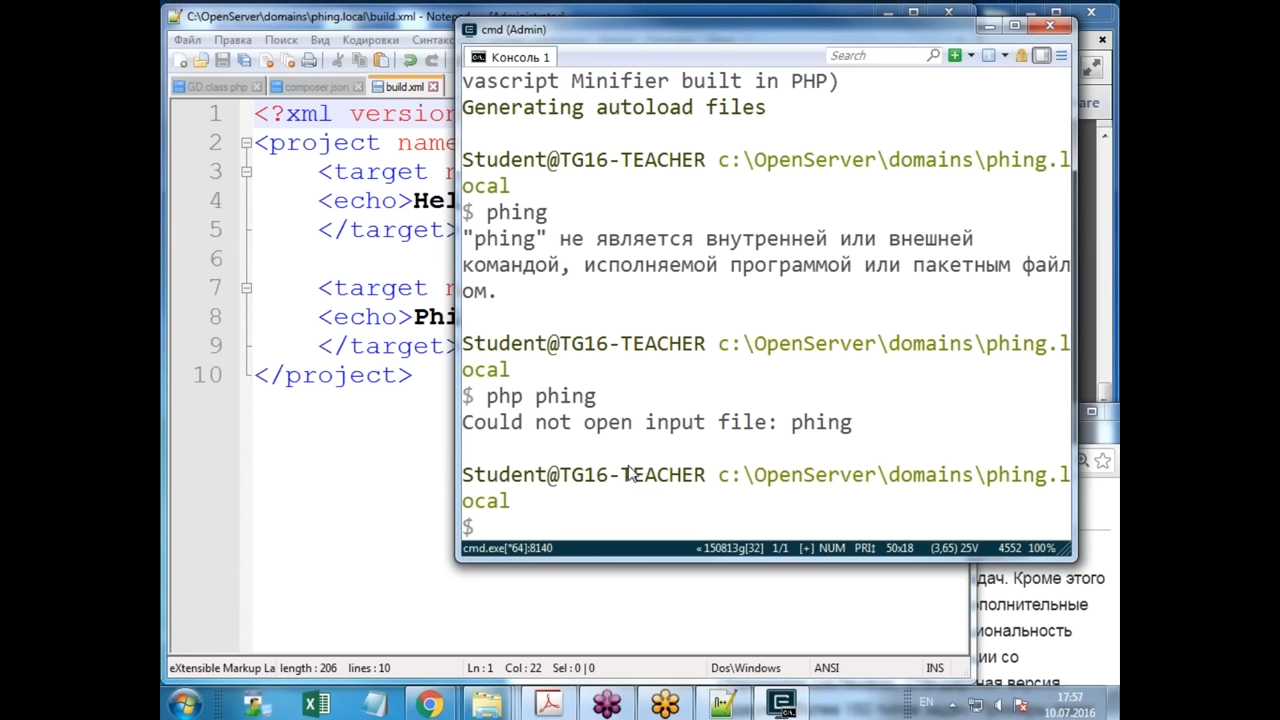 C:\OpenServer\domains\phing.local\build.xml - Notepad++ [Administrator]
Файл Правка Поиск Вид Кодировки Синтакс
GD.class.php composer.json build.xml
1 <?xml version
2 <project name
3 <target n
4 <echo>Hel
5 </target>
6
7 <target n
8 <echo>Phi
9 </target>
10 </project>
eXtensible Markup La length : 206 lines : 10 Ln : 1 Col : 22 Sel : 0 | 0 Dos\Windows ANSI INS
cmd (Admin)
Консоль 1
Search
vascript Minifier built in PHP)
Generating autoload files
Student@TG16-TEACHER c:\OpenServer\domains\phing.l
ocal
$ phing
"phing" не является внутренней или внешней
командой, исполняемой программой или пакетным файл
ом.
Student@TG16-TEACHER c:\OpenServer\domains\phing.l
ocal
$ php phing
Could not open input file: phing
Student@TG16-TEACHER c:\OpenServer\domains\phing.l
ocal
$
cmd.exe[*64]:8140 « 150813g[32] 1/1 [+] NUM PRI↕ 50x18 (3,65) 25V 4552 100%
are
дач. Кроме этого
полнительные
иональность
ии со
ная версия
EN
17:57
10.07.2016